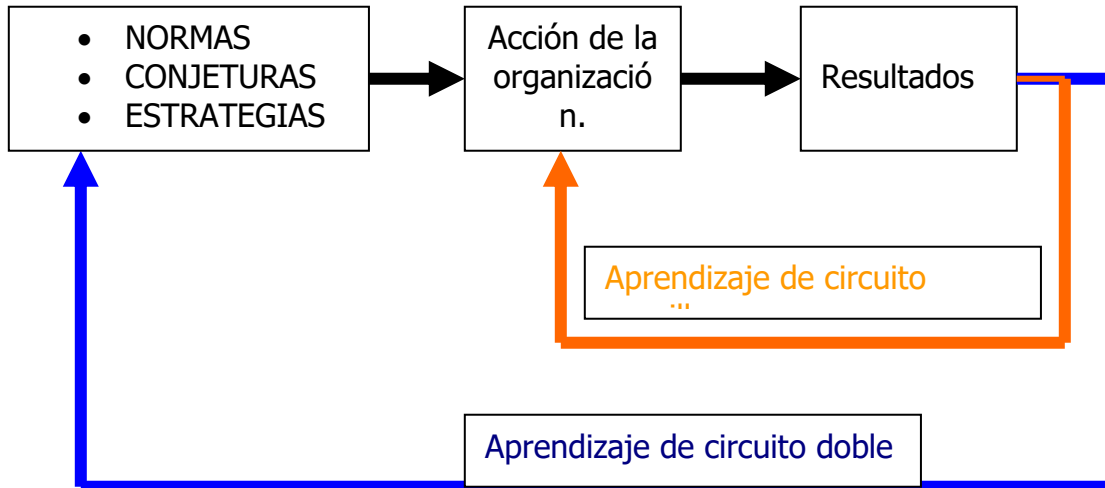 • NORMAS
• CONJETURAS
• ESTRATEGIAS
Acción de la
organizació
n.
Resultados
Aprendizaje de circuito
Aprendizaje de circuito doble